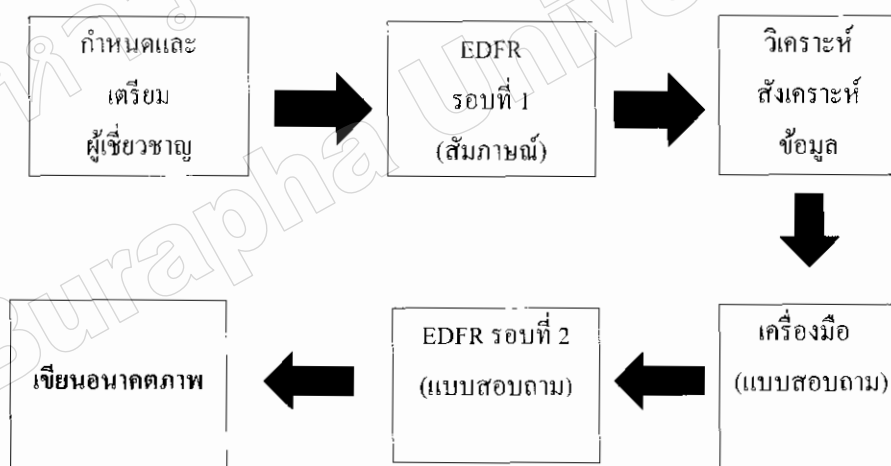 กำหนดและ
เตรียม
ผู้เชี่ยวชาญ
EDFR
รอบที่ 1
(สัมภาษณ์)
วิเคราะห์
สังเคราะห์
ข้อมูล
เครื่องมือ
(แบบสอบถาม)
EDFR รอบที่ 2
(แบบสอบถาม)
เขียนอนาคตภาพ
Burapha